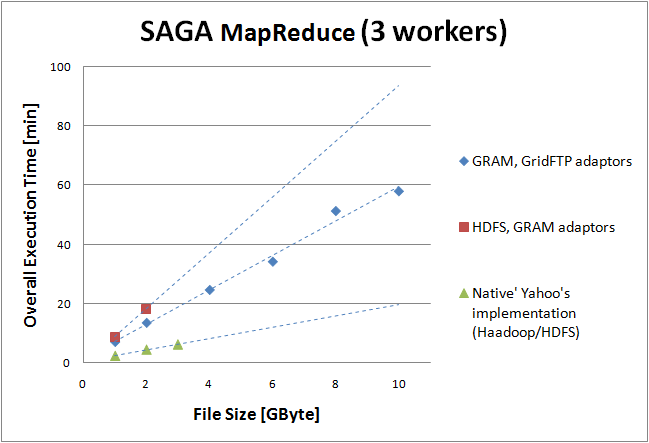 SAGA MapReduce (3 workers)
100
80
60
40
20
0
0 2 4 6 8 10
Overall Execution Time [min]
File Size [GByte]
GRAM, GridFTP adaptors
HDFS, GRAM adaptors
Native' Yahoo's
implementation
(Haadoop/HDFS)